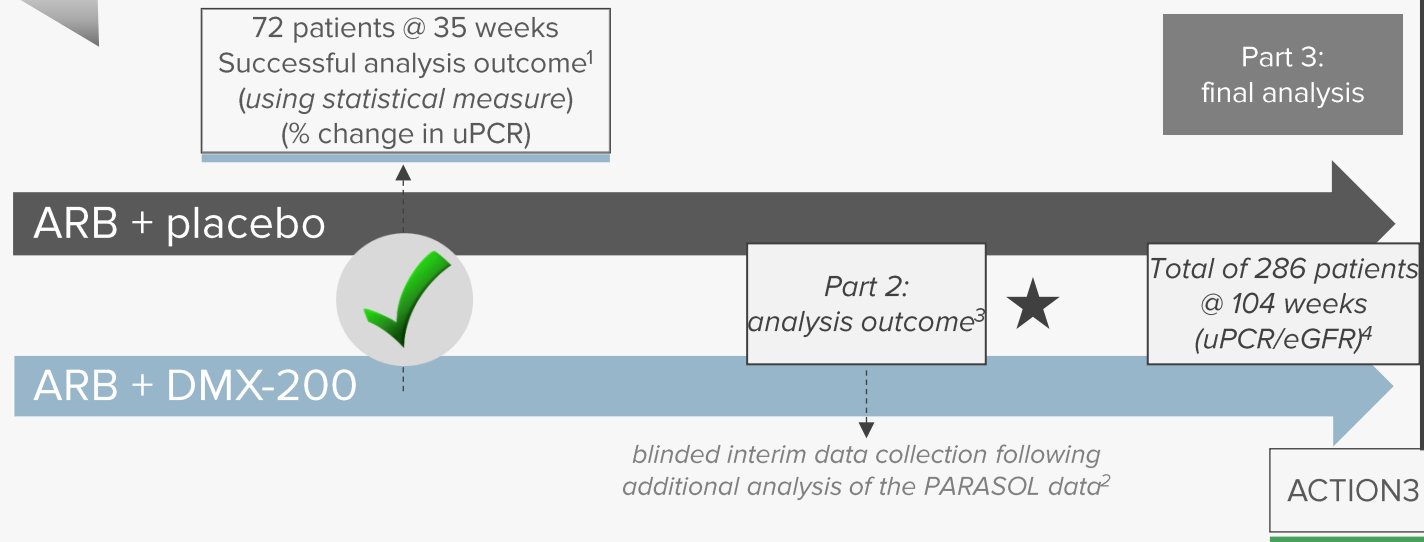 72 patients @ 35 weeks
Successful analysis outcome¹
(using statistical measure)
(% change in uPCR)
Part 3:
final analysis
ARB + placebo
Part 2:
analysis outcome³
Total of 286 patients
@ 104 weeks
(uPCR/eGFR)⁴
ARB + DMX-200
blinded interim data collection following
additional analysis of the PARASOL data²
ACTION3